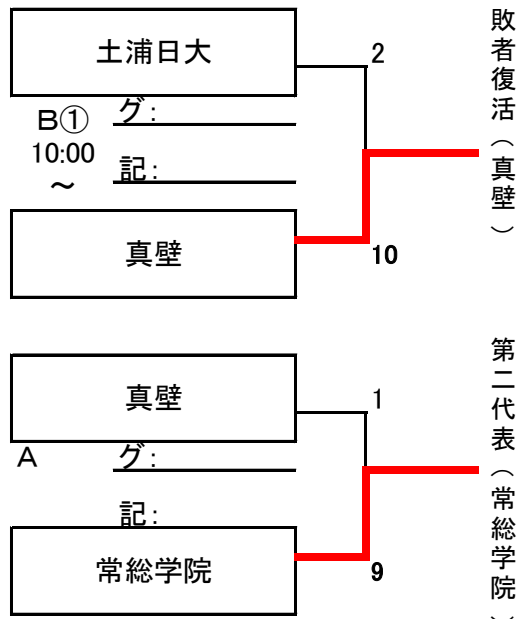 土浦日大
2
B①
グ:
10:00
～
記:
真壁
10
敗者復活（真壁）
真壁
1
A
グ:
記:
常総学院
9
第二代表（常総学院）